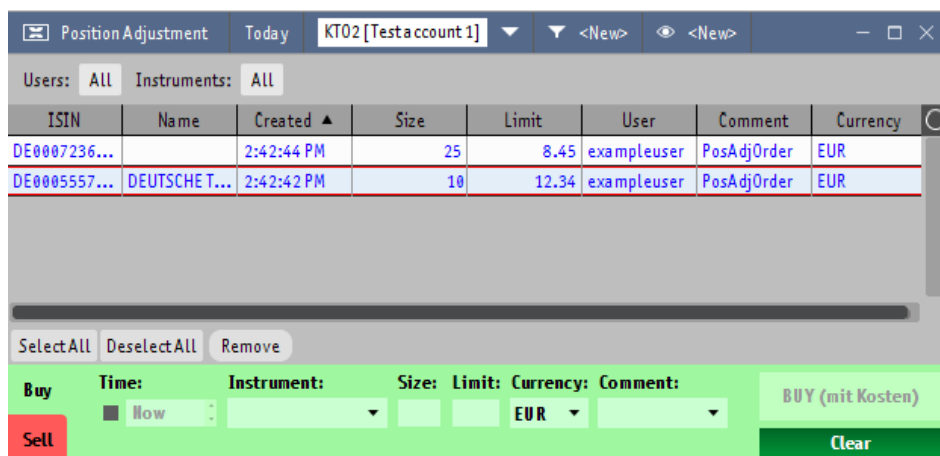 Position Adjustment Today KTO2 [Testaccount 1] <New> <New>
Users: All Instruments: All
ISIN Name Created ▲ Size Limit User Comment Currency
DE0007236... 2:42:44 PM 25 8.45 exampleuser PosAdjOrder EUR
DE0005557... DEUTSCHE T... 2:42:42 PM 10 12.34 exampleuser PosAdjOrder EUR
Select All Deselect All Remove
Buy Time: Instrument: Size: Limit: Currency: Comment:
Now EUR BUY (mit Kosten)
Sell Clear